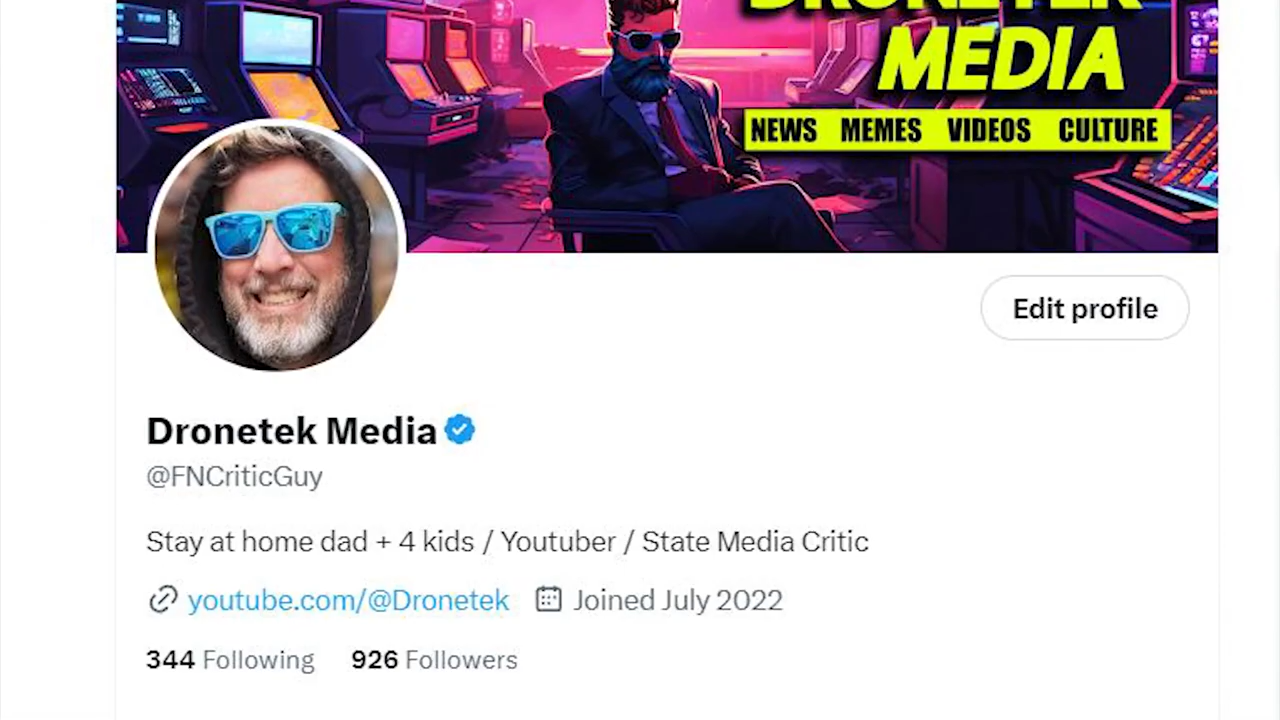 DRONETEK
MEDIA
NEWS MEMES VIDEOS CULTURE
Edit profile
Dronetek Media
@FNCriticGuy
Stay at home dad + 4 kids / Youtuber / State Media Critic
youtube.com/@Dronetek Joined July 2022
344 Following 926 Followers